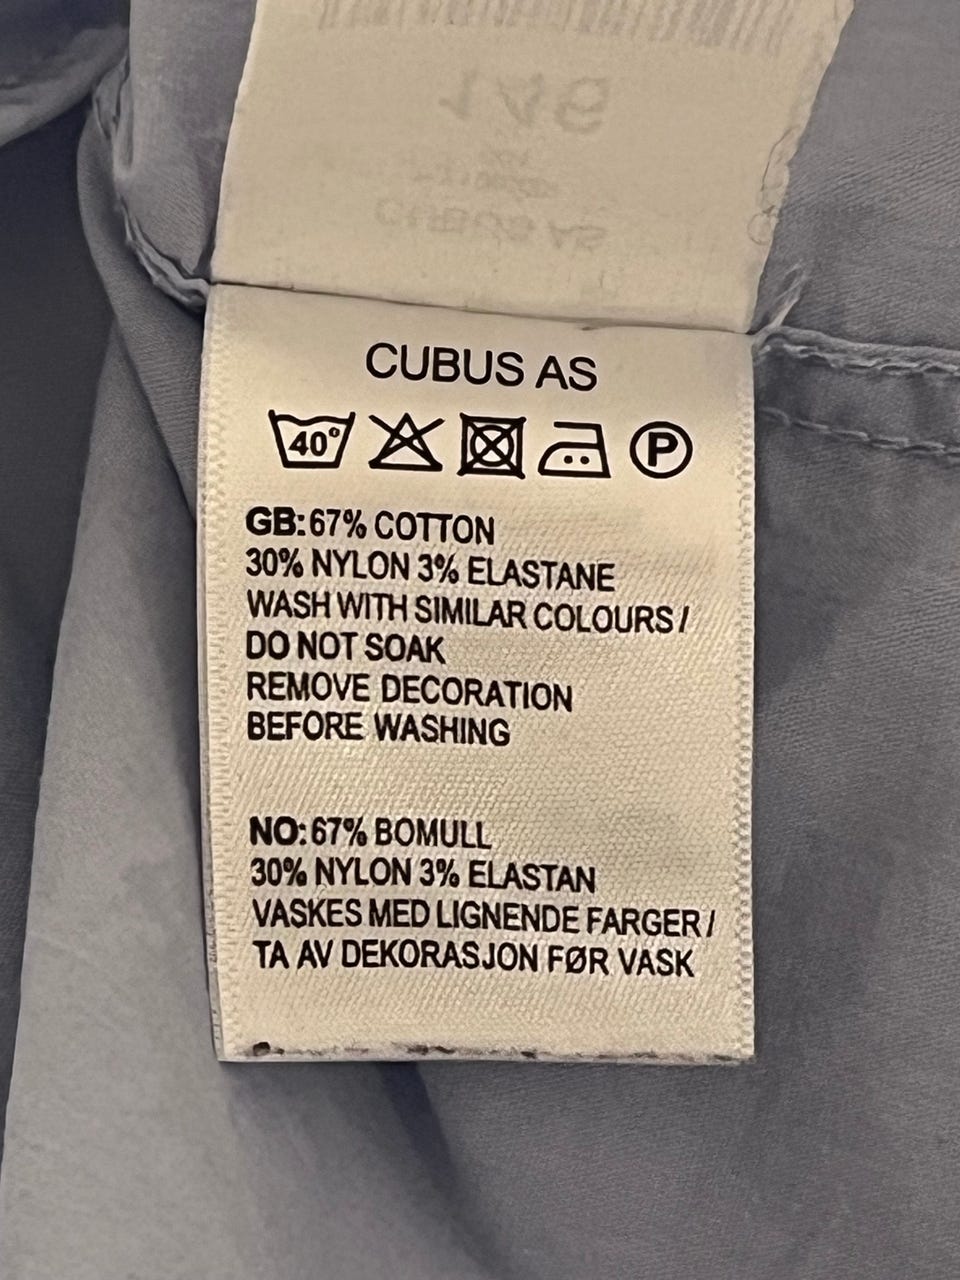 CUBUS AS
40°
P
GB: 67% COTTON
30% NYLON 3% ELASTANE
WASH WITH SIMILAR COLOURS /
DO NOT SOAK
REMOVE DECORATION
BEFORE WASHING
NO: 67% BOMULL
30% NYLON 3% ELASTAN
VASKES MED LIGNENDE FARGER /
TA AV DEKORASJON FØR VASK